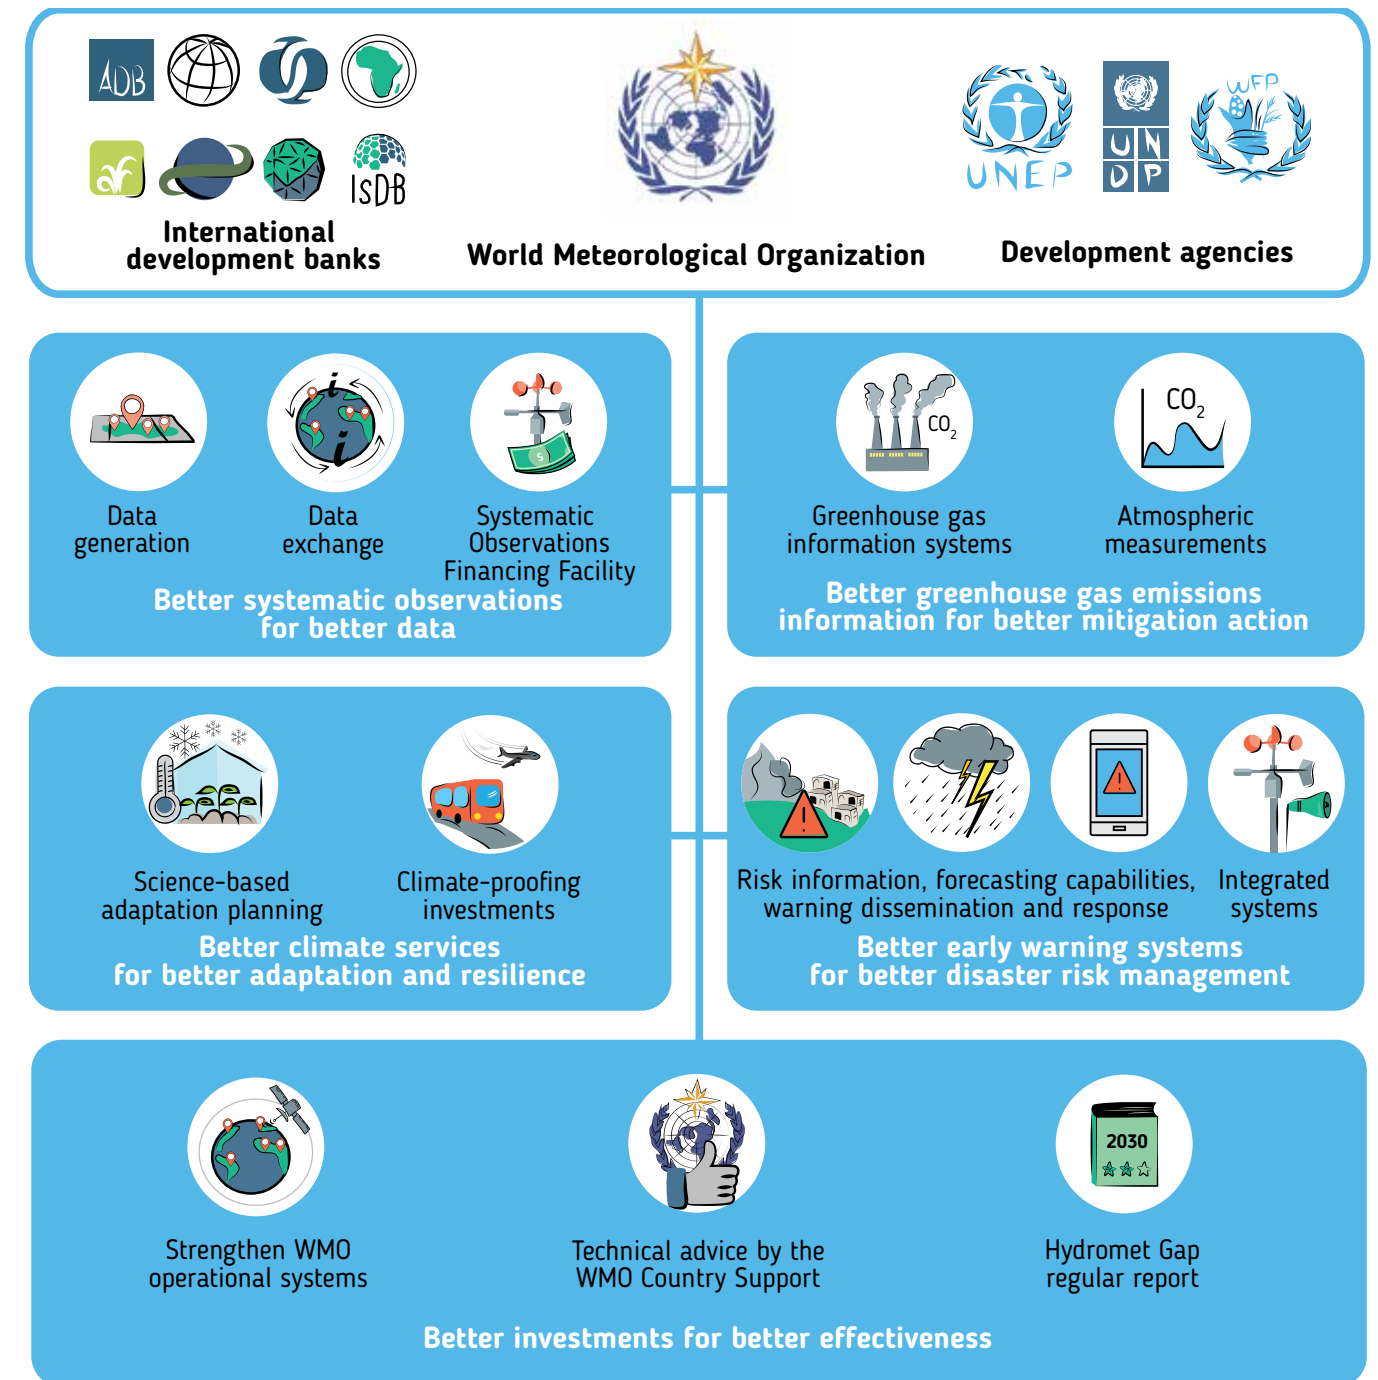 ADB
IsDB
International
development banks
World Meteorological Organization
UNEP
UN
DP
WFP
Development agencies
i
i
$
CO2
CO2
Data
generation
Data
exchange
Systematic
Observations
Financing Facility
Better systematic observations
for better data
Greenhouse gas
information systems
Atmospheric
measurements
Better greenhouse gas emissions
information for better mitigation action
Science-based
adaptation planning
Climate-proofing
investments
Better climate services
for better adaptation and resilience
!
!
Risk information, forecasting capabilities,
warning dissemination and response
Integrated
systems
Better early warning systems
for better disaster risk management
2030
Strengthen WMO
operational systems
Technical advice by the
WMO Country Support
Hydromet Gap
regular report
Better investments for better effectiveness